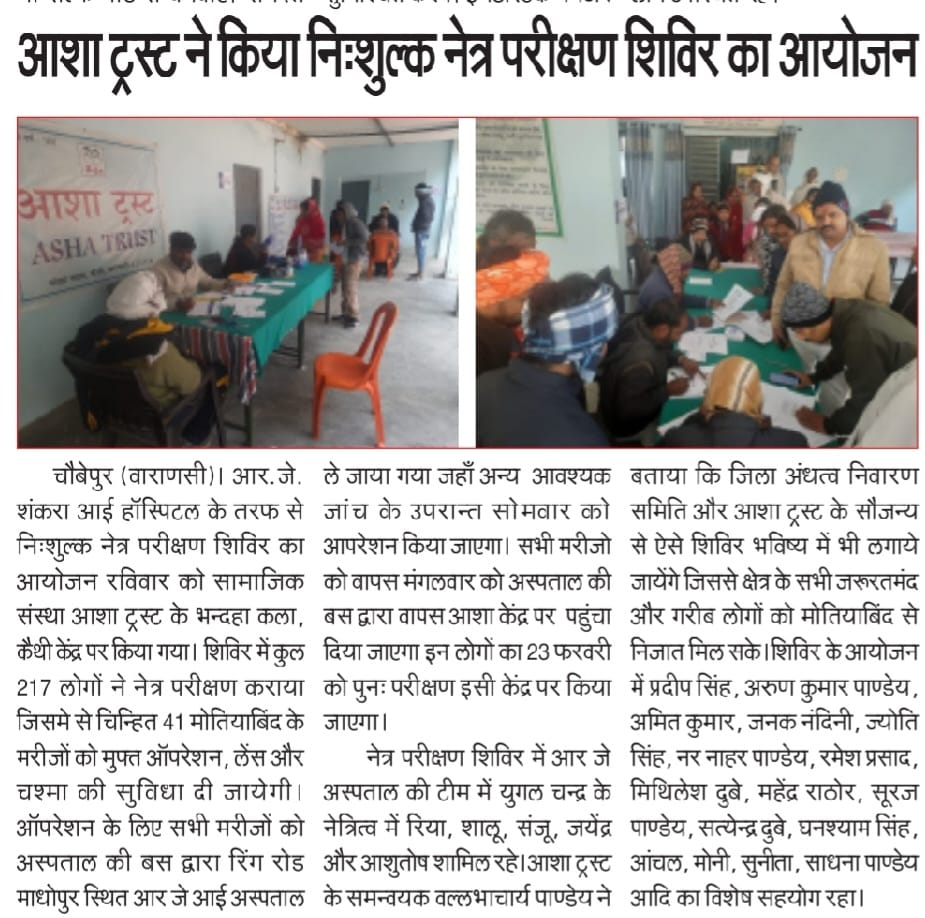 आशा ट्रस्ट ने किया निःशुल्क नेत्र परीक्षण शिविर का आयोजन
आशा ट्रस्ट
ASHA TRUST
चौबेपुर (वाराणसी)। आर.जे.
शंकरा आई हॉस्पिटल के तरफ से
निःशुल्क नेत्र परीक्षण शिविर का
आयोजन रविवार को सामाजिक
संस्था आशा ट्रस्ट के भन्दहा कला,
कैथी केंद्र पर किया गया। शिविर में कुल
217 लोगों ने नेत्र परीक्षण कराया
जिसमे से चिन्हित 41 मोतियाबिंद के
मरीजों को मुफ्त ऑपरेशन, लेंस और
चश्मा की सुविधा दी जायेगी।
ऑपरेशन के लिए सभी मरीजों को
अस्पताल की बस द्वारा रिंग रोड
माधोपुर स्थित आर जे आई अस्पताल
ले जाया गया जहाँ अन्य आवश्यक
जांच के उपरान्त सोमवार को
आपरेशन किया जाएगा। सभी मरीजो
को वापस मंगलवार को अस्पताल की
बस द्वारा वापस आशा केंद्र पर पहुंचा
दिया जाएगा इन लोगों का 23 फरवरी
को पुनः परीक्षण इसी केंद्र पर किया
जाएगा।
नेत्र परीक्षण शिविर में आर जे
अस्पताल की टीम में युगल चन्द्र के
नेत्रित्व में रिया, शालू, संजू, जयेंद्र
और आशुतोष शामिल रहे।आशा ट्रस्ट
के समन्वयक वल्लभाचार्य पाण्डेय ने
बताया कि जिला अंधत्व निवारण
समिति और आशा ट्रस्ट के सौजन्य
से ऐसे शिविर भविष्य में भी लगाये
जायेंगे जिससे क्षेत्र के सभी जरूरतमंद
और गरीब लोगों को मोतियाबिंद से
निजात मिल सके।शिविर के आयोजन
में प्रदीप सिंह, अरुण कुमार पाण्डेय,
अमित कुमार, जनक नंदिनी, ज्योति
सिंह, नर नाहर पाण्डेय, रमेश प्रसाद,
मिथिलेश दुबे, महेंद्र राठोर, सूरज
पाण्डेय, सत्येन्द्र दुबे, घनश्याम सिंह,
आंचल, मोनी, सुनीता, साधना पाण्डेय
आदि का विशेष सहयोग रहा।